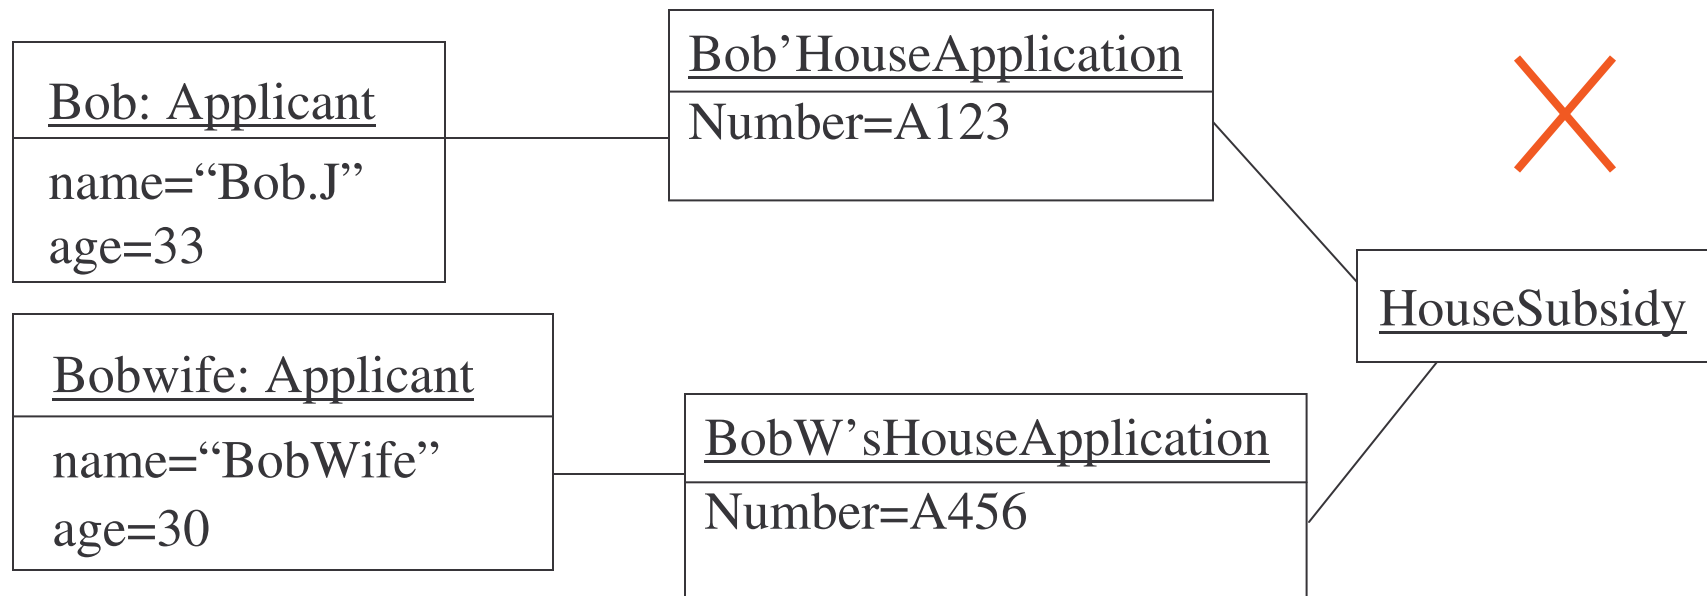 Bob: Applicant
name=“Bob.J”
age=33
Bob’HouseApplication
Number=A123
HouseSubsidy
Bobwife: Applicant
name=“BobWife”
age=30
BobW’sHouseApplication
Number=A456